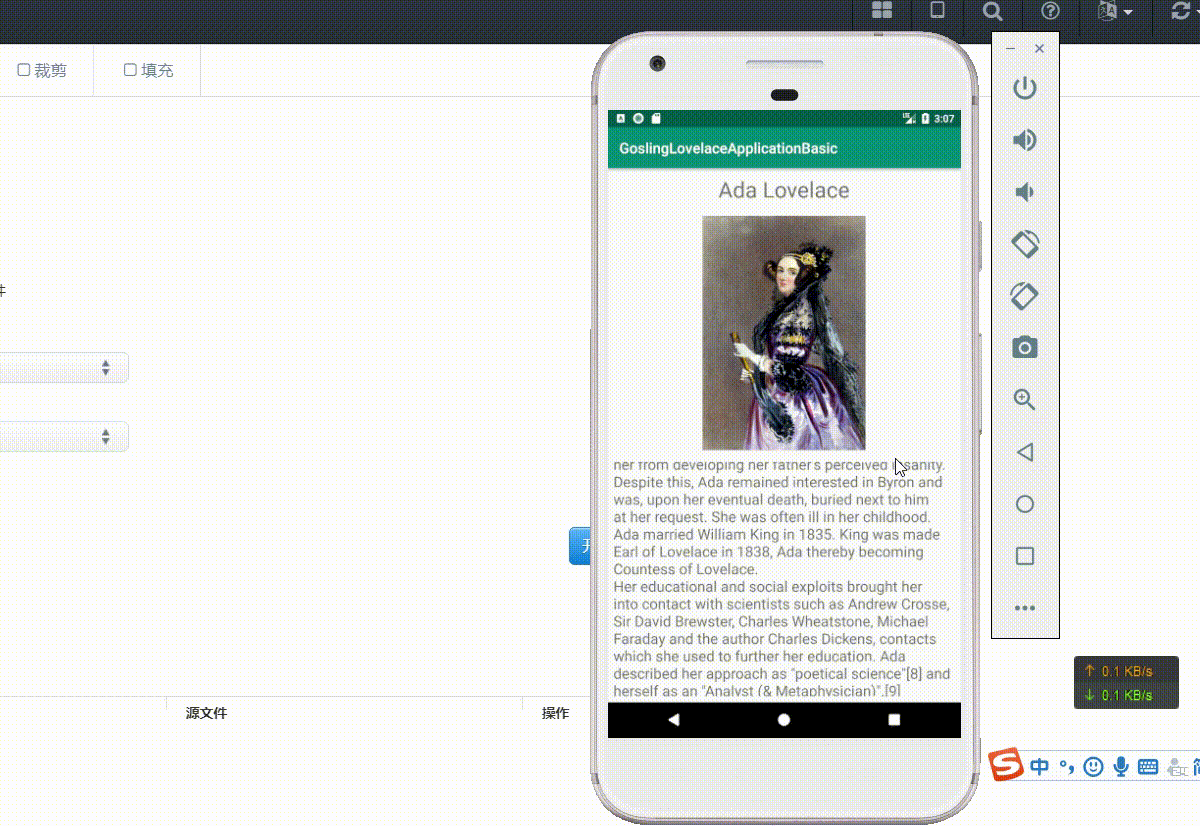 裁剪
填充
件
开
源文件
操作
3:07
GoslingLovelaceApplicationBasic
Ada Lovelace
her from developing her father's perceived insanity.
Despite this, Ada remained interested in Byron and
was, upon her eventual death, buried next to him
at her request. She was often ill in her childhood.
Ada married William King in 1835. King was made
Earl of Lovelace in 1838, Ada thereby becoming
Countess of Lovelace.
Her educational and social exploits brought her
into contact with scientists such as Andrew Crosse,
Sir David Brewster, Charles Wheatstone, Michael
Faraday and the author Charles Dickens, contacts
which she used to further her education. Ada
described her approach as "poetical science"[8] and
herself as an "Analyst (& Metaphysician)".[9]
↑ 0.1 KB/s
↓ 0.1 KB/s
S 中 °, 简